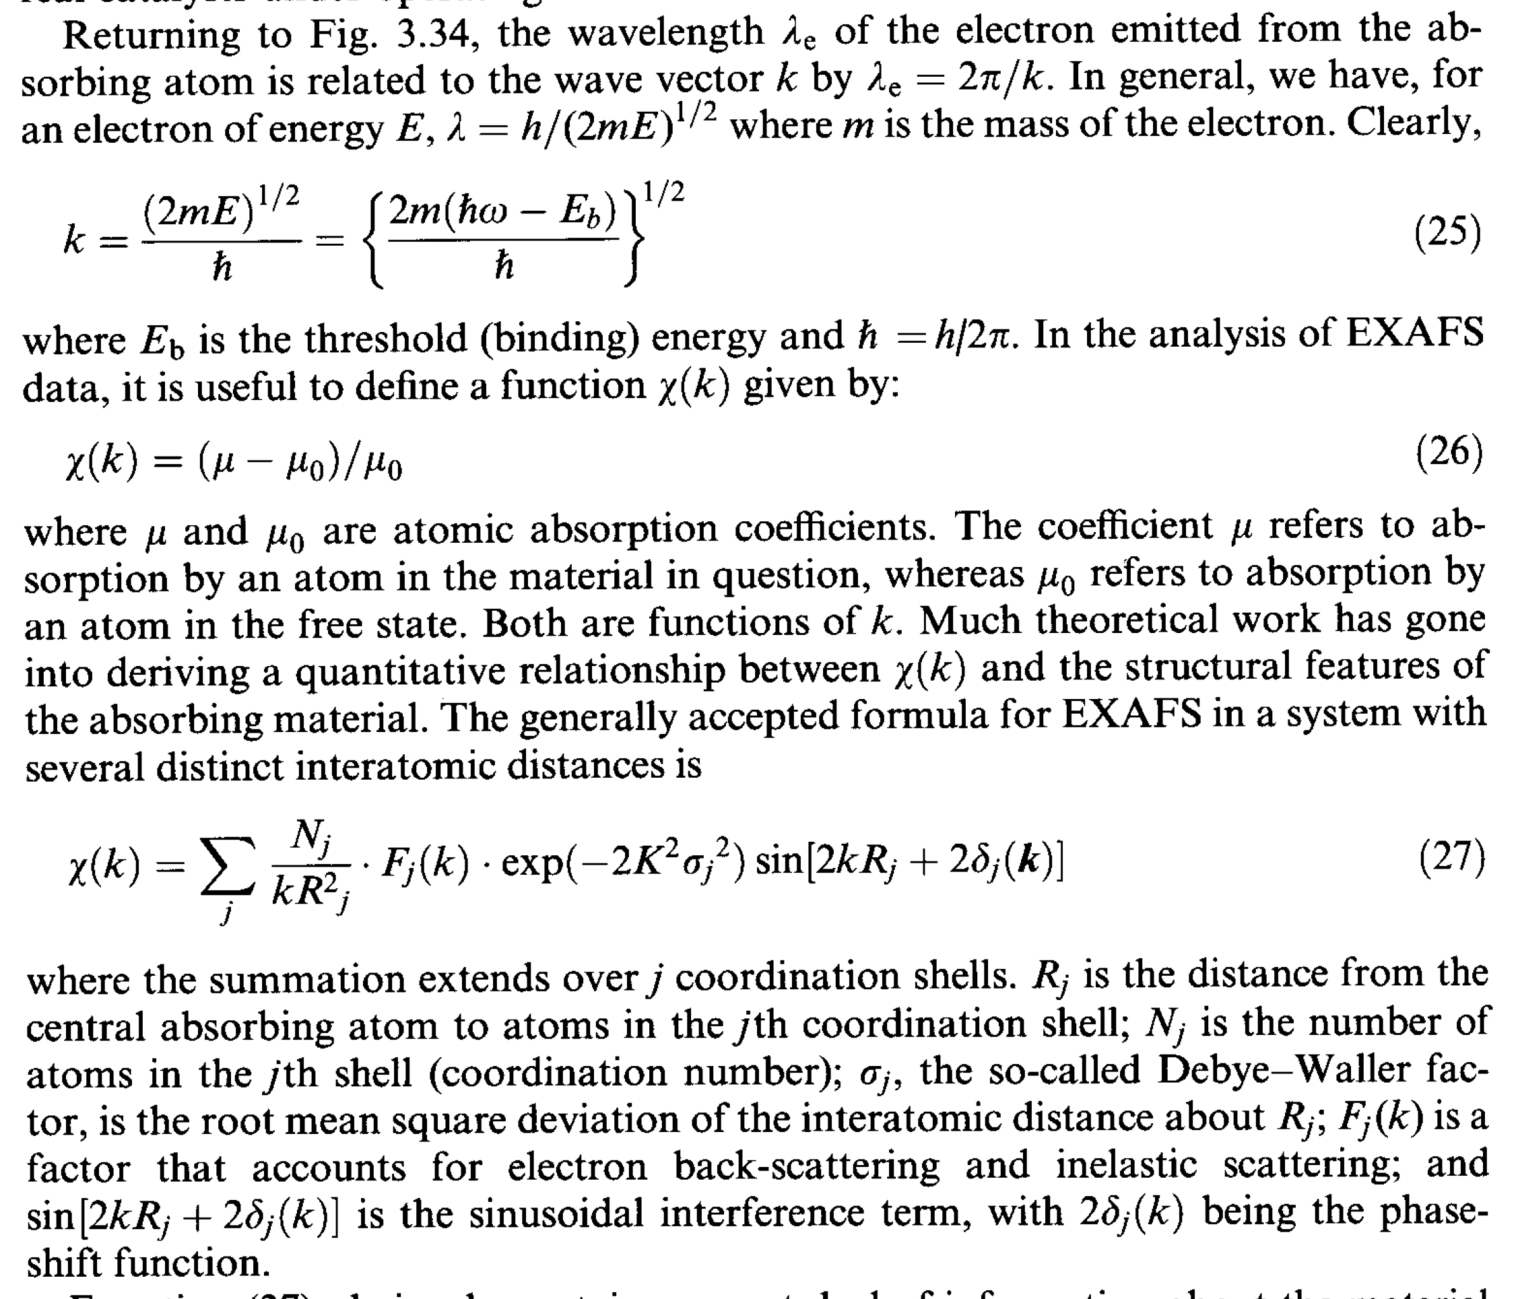 Returning to Fig. 3.34, the wavelength λe of the electron emitted from the ab-
sorbing atom is related to the wave vector k by λe = 2π/k. In general, we have, for
an electron of energy E, λ = h/(2mE)^1/2 where m is the mass of the electron. Clearly,
k = (2mE)^1/2 / ħ = {2m(ħω − Eb) / ħ}^1/2 (25)
where Eb is the threshold (binding) energy and ħ = h/2π. In the analysis of EXAFS
data, it is useful to define a function χ(k) given by:
χ(k) = (μ − μ0)/μ0 (26)
where μ and μ0 are atomic absorption coefficients. The coefficient μ refers to ab-
sorption by an atom in the material in question, whereas μ0 refers to absorption by
an atom in the free state. Both are functions of k. Much theoretical work has gone
into deriving a quantitative relationship between χ(k) and the structural features of
the absorbing material. The generally accepted formula for EXAFS in a system with
several distinct interatomic distances is
χ(k) = ∑j Nj / kR²j · Fj(k) · exp(−2K²σj²) sin[2kRj + 2δj(k)] (27)
where the summation extends over j coordination shells. Rj is the distance from the
central absorbing atom to atoms in the jth coordination shell; Nj is the number of
atoms in the jth shell (coordination number); σj, the so-called Debye–Waller fac-
tor, is the root mean square deviation of the interatomic distance about Rj; Fj(k) is a
factor that accounts for electron back-scattering and inelastic scattering; and
sin[2kRj + 2δj(k)] is the sinusoidal interference term, with 2δj(k) being the phase-
shift function.